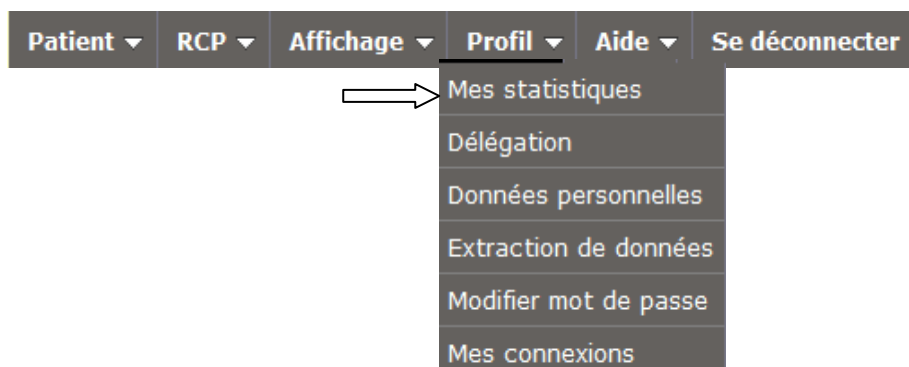 Patient RCP Affichage Profil Aide Se déconnecter
Mes statistiques
Délégation
Données personnelles
Extraction de données
Modifier mot de passe
Mes connexions